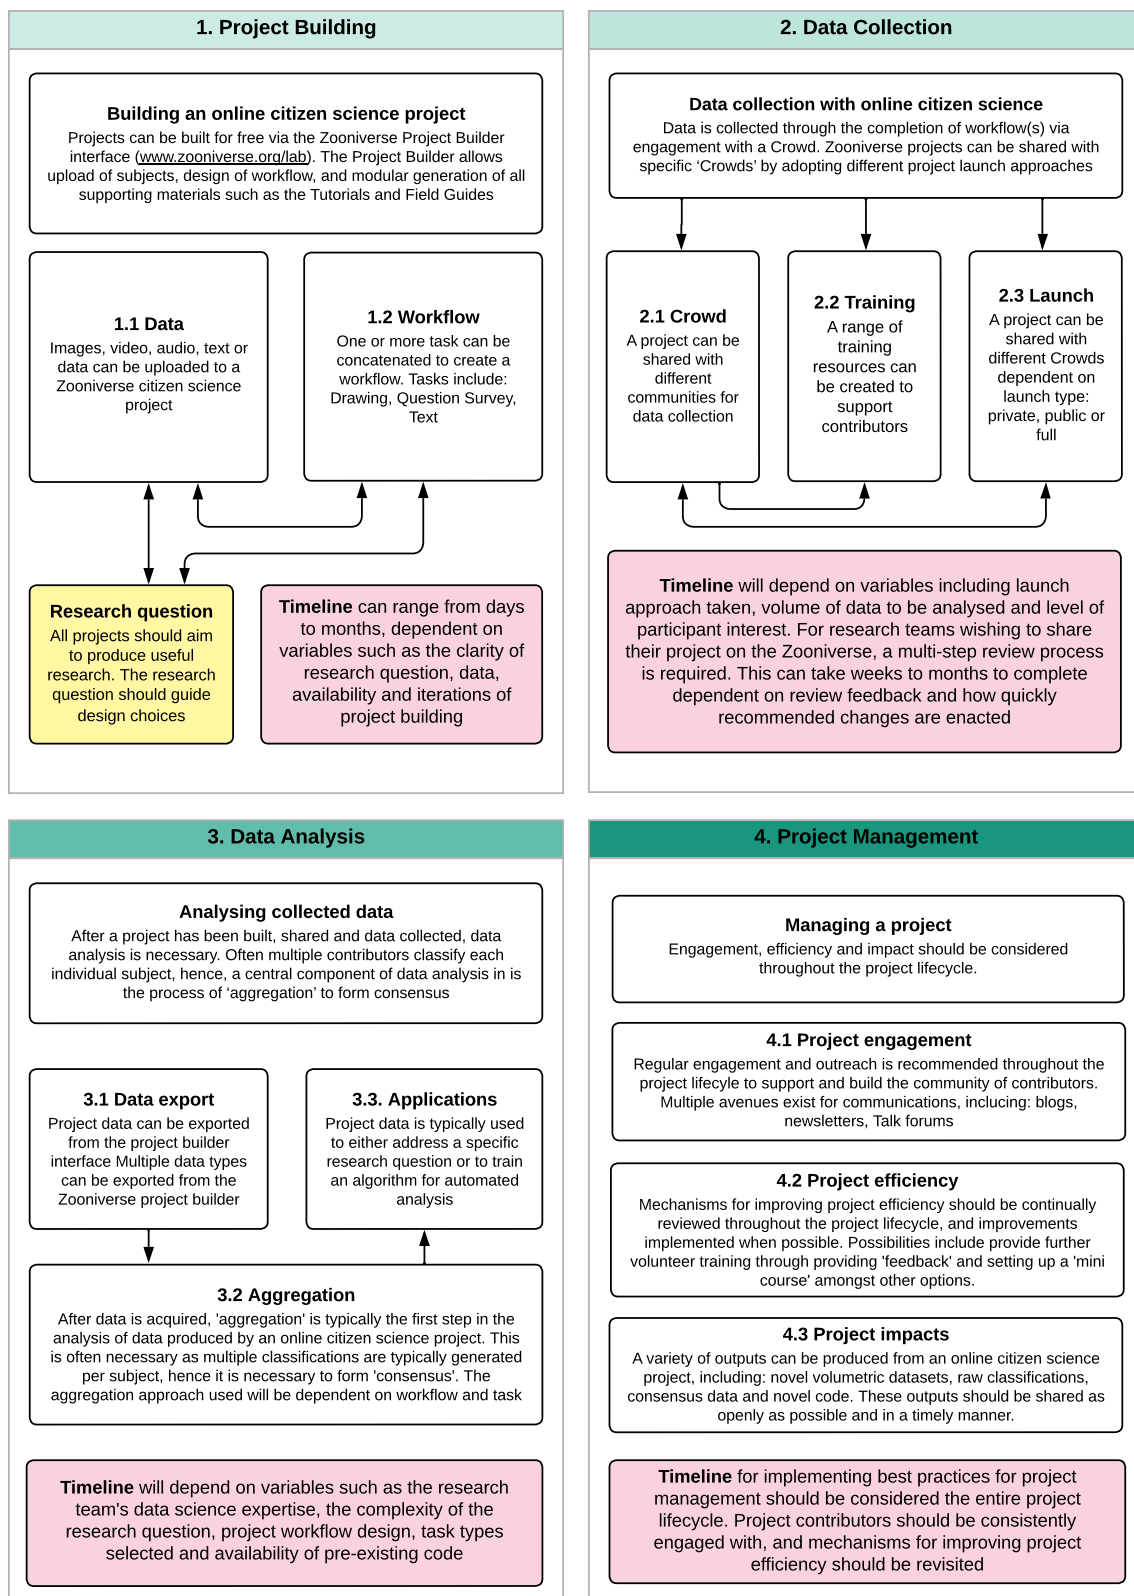 1. Project Building
Building an online citizen science project
Projects can be built for free via the Zooniverse Project Builder
interface (www.zooniverse.org/lab). The Project Builder allows
upload of subjects, design of workflow, and modular generation of all
supporting materials such as the Tutorials and Field Guides
1.1 Data
Images, video, audio, text or
data can be uploaded to a
Zooniverse citizen science
project
1.2 Workflow
One or more task can be
concatenated to create a
workflow. Tasks include:
Drawing, Question Survey,
Text
Research question
All projects should aim
to produce useful
research. The research
question should guide
design choices
Timeline can range from days
to months, dependent on
variables such as the clarity of
research question, data,
availability and iterations of
project building
2. Data Collection
Data collection with online citizen science
Data is collected through the completion of workflow(s) via
engagement with a Crowd. Zooniverse projects can be shared with
specific ‘Crowds’ by adopting different project launch approaches
2.1 Crowd
A project can be
shared with
different
communities for
data collection
2.2 Training
A range of
training
resources can
be created to
support
contributors
2.3 Launch
A project can be
shared with
different Crowds
dependent on
launch type:
private, public or
full
Timeline will depend on variables including launch
approach taken, volume of data to be analysed and level of
participant interest. For research teams wishing to share
their project on the Zooniverse, a multi-step review process
is required. This can take weeks to months to complete
dependent on review feedback and how quickly
recommended changes are enacted
3. Data Analysis
Analysing collected data
After a project has been built, shared and data collected, data
analysis is necessary. Often multiple contributors classify each
individual subject, hence, a central component of data analysis in is
the process of ‘aggregation’ to form consensus
3.1 Data export
Project data can be exported
from the project builder
interface Multiple data types
can be exported from the
Zooniverse project builder
3.3. Applications
Project data is typically used
to either address a specific
research question or to train
an algorithm for automated
analysis
3.2 Aggregation
After data is acquired, 'aggregation' is typically the first step in the
analysis of data produced by an online citizen science project. This
is often necessary as multiple classifications are typically generated
per subject, hence it is necessary to form 'consensus'. The
aggregation approach used will be dependent on workflow and task
Timeline will depend on variables such as the research
team's data science expertise, the complexity of the
research question, project workflow design, task types
selected and availability of pre-existing code
4. Project Management
Managing a project
Engagement, efficiency and impact should be considered
throughout the project lifecycle.
4.1 Project engagement
Regular engagement and outreach is recommended throughout the
project lifecyle to support and build the community of contributors.
Multiple avenues exist for communications, inclucing: blogs,
newsletters, Talk forums
4.2 Project efficiency
Mechanisms for improving project efficiency should be continually
reviewed throughout the project lifecycle, and improvements
implemented when possible. Possibilities include provide further
volunteer training through providing 'feedback' and setting up a 'mini
course' amongst other options.
4.3 Project impacts
A variety of outputs can be produced from an online citizen science
project, including: novel volumetric datasets, raw classifications,
consensus data and novel code. These outputs should be shared as
openly as possible and in a timely manner.
Timeline for implementing best practices for project
management should be considered the entire project
lifecycle. Project contributors should be consistently
engaged with, and mechanisms for improving project
efficiency should be revisited